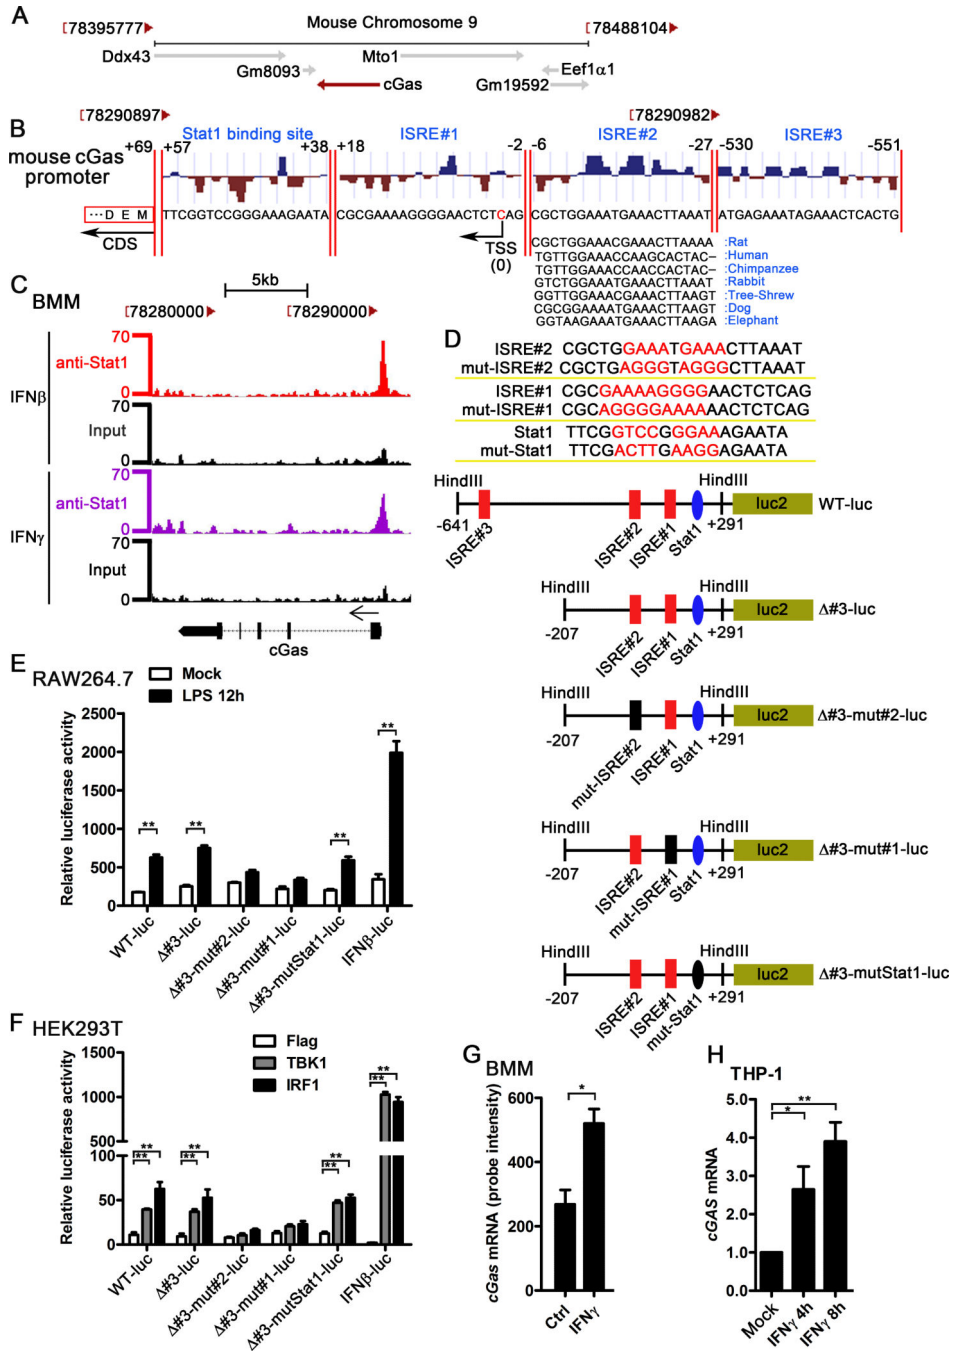 A
[78395777
Mouse Chromosome 9
[78488104
Ddx43
Mto1
Gm8093
Eef1α1
cGas
Gm19592
B
[78290897
[78290982
+69
+57
Stat1 binding site
+38
+18
ISRE#1
-2
-6
ISRE#2
-27
-530
ISRE#3
-551
mouse cGas
promoter
···D E M
TTCGGTCCGGGAAAGAATA
CGCGAAAAGGGGAACTCTCAG
CGCTGGAAATGAAACTTAAAT
ATGAGAAATAGAAACTCACTG
CDS
TSS
(0)
CGCTGGAAACGAAACTTAAAA :Rat
TGTTGGAAACCAAGCACTAC– :Human
TGTTGGAAACCAACCACTAC– :Chimpanzee
GTCTGGAAATGAAACTTAAAT :Rabbit
GGTTGGAAACGAAACTTAAGT :Tree-Shrew
CGCGGAAATGAAACTTAAGT :Dog
GGTAAGAAATGAAACTTAAGA :Elephant
C
BMM
5kb
[78280000
[78290000
IFNβ
70
anti-Stat1
0
70
Input
0
IFNγ
70
anti-Stat1
0
70
Input
0
cGas
D
ISRE#2 CGCTGGAAATGAAACTTAAAT
mut-ISRE#2 CGCTGAGGGTAGGGCTTAAAT
ISRE#1 CGCGAAAAGGGGAACTCTCAG
mut-ISRE#1 CGCAGGGGAAAAAACTCTCAG
Stat1 TTCGGTCCGGGAAAGAATA
mut-Stat1 TTCGACTTGAAGGAGAATA
HindIII
HindIII
luc2
WT-luc
-641
+291
ISRE#3
ISRE#2
ISRE#1
Stat1
HindIII
HindIII
luc2
Δ#3-luc
-207
+291
ISRE#2
ISRE#1
Stat1
HindIII
HindIII
luc2
Δ#3-mut#2-luc
-207
+291
mut-ISRE#2
ISRE#1
Stat1
HindIII
HindIII
luc2
Δ#3-mut#1-luc
-207
+291
ISRE#2
mut-ISRE#1
Stat1
HindIII
HindIII
luc2
Δ#3-mutStat1-luc
-207
+291
ISRE#2
ISRE#1
mut-Stat1
E
RAW264.7
Mock
LPS 12h
Relative luciferase activity
2500
2000
1500
1000
500
0
**
**
**
**
WT-luc
Δ#3-luc
Δ#3-mut#2-luc
Δ#3-mut#1-luc
Δ#3-mutStat1-luc
IFNβ-luc
F
HEK293T
Flag
TBK1
IRF1
Relative luciferase activity
1500
1000
500
100
50
0
**
**
**
**
**
**
**
**
WT-luc
Δ#3-luc
Δ#3-mut#2-luc
Δ#3-mut#1-luc
Δ#3-mutStat1-luc
IFNβ-luc
G
BMM
cGas mRNA (probe intensity)
600
400
200
0
*
Ctrl
IFNγ
H
THP-1
cGAS mRNA
5.0
4.0
3.0
2.0
1.0
0.0
**
*
Mock
IFNγ 4h
IFNγ 8h